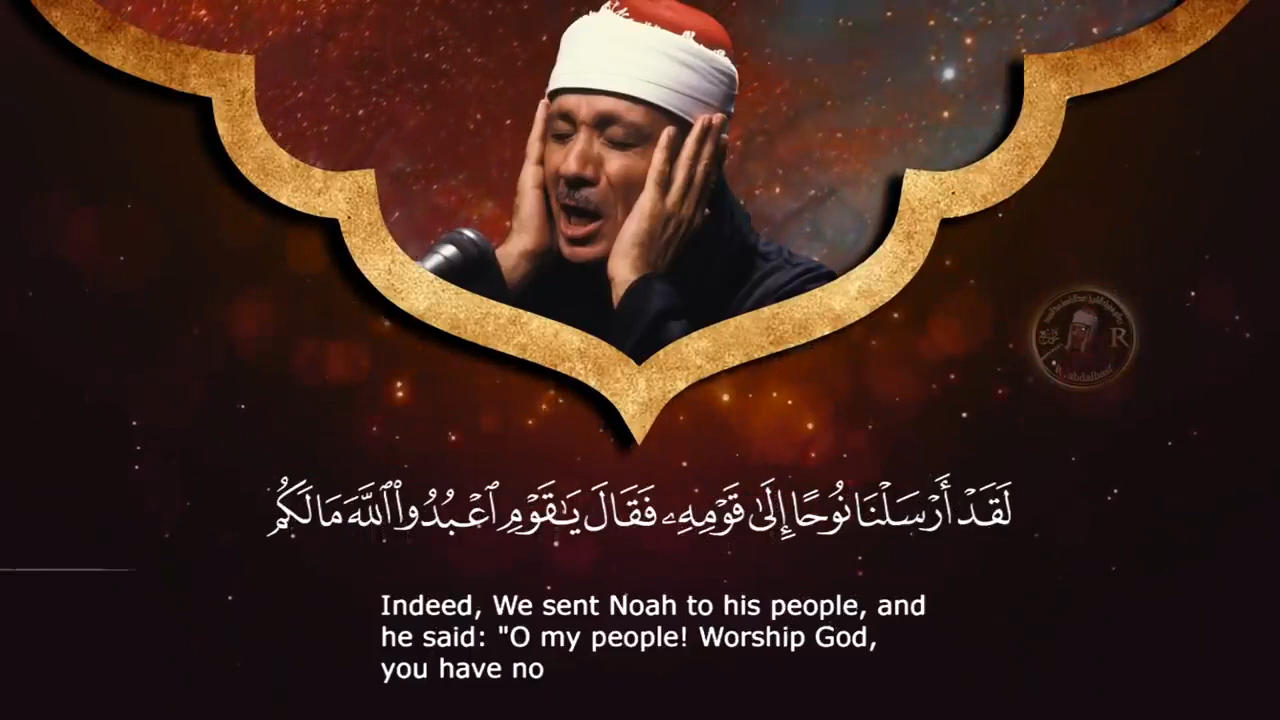 R
R_abdalbast
لَقَدْ أَرْسَلْنَا نُوحًا إِلَىٰ قَوْمِهِۦ فَقَالَ يَـٰقَوْمِ ٱعْبُدُوا۟ ٱللَّهَ مَا لَكُم
Indeed, We sent Noah to his people, and
he said: "O my people! Worship God,
you have no